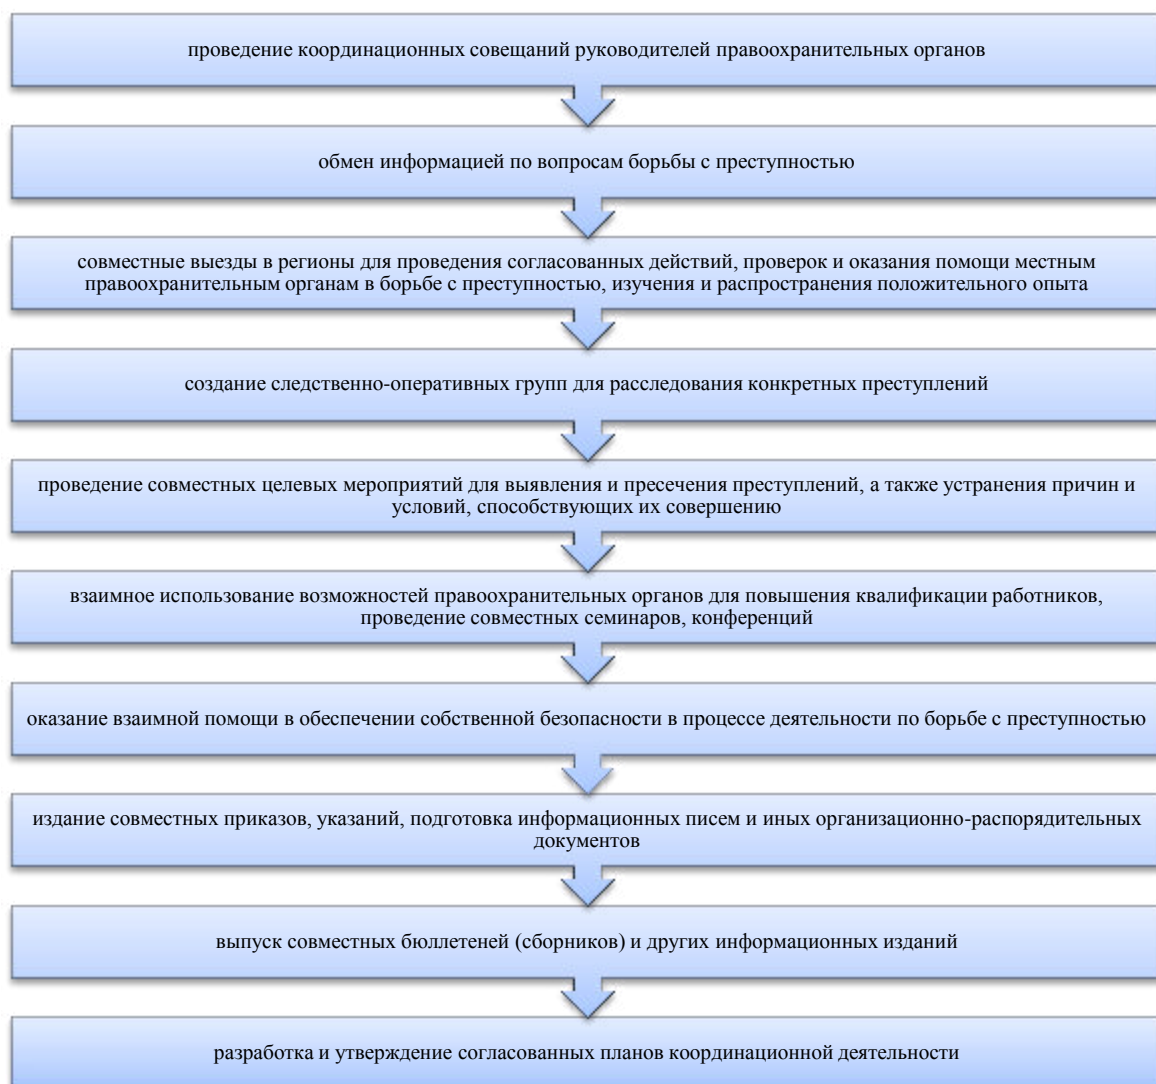 проведение координационных совещаний руководителей правоохранительных органов
обмен информацией по вопросам борьбы с преступностью
совместные выезды в регионы для проведения согласованных действий, проверок и оказания помощи местным
правоохранительным органам в борьбе с преступностью, изучения и распространения положительного опыта
создание следственно-оперативных групп для расследования конкретных преступлений
проведение совместных целевых мероприятий для выявления и пресечения преступлений, а также устранения причин и
условий, способствующих их совершению
взаимное использование возможностей правоохранительных органов для повышения квалификации работников,
проведение совместных семинаров, конференций
оказание взаимной помощи в обеспечении собственной безопасности в процессе деятельности по борьбе с преступностью
издание совместных приказов, указаний, подготовка информационных писем и иных организационно-распорядительных
документов
выпуск совместных бюллетеней (сборников) и других информационных изданий
разработка и утверждение согласованных планов координационной деятельности